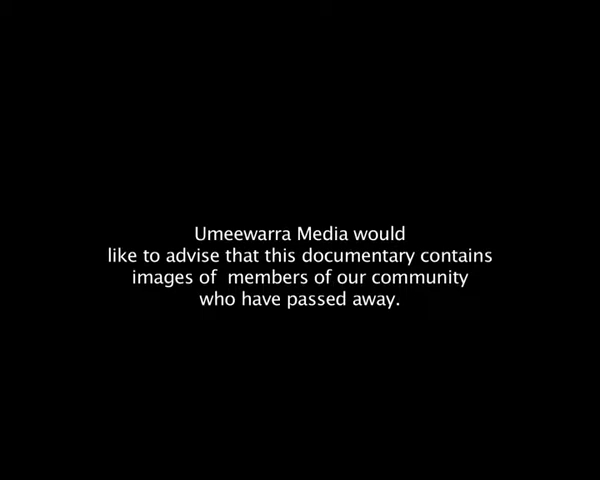 Umeewarra Media would
like to advise that this documentary contains
images of  members of our community
who have passed away.